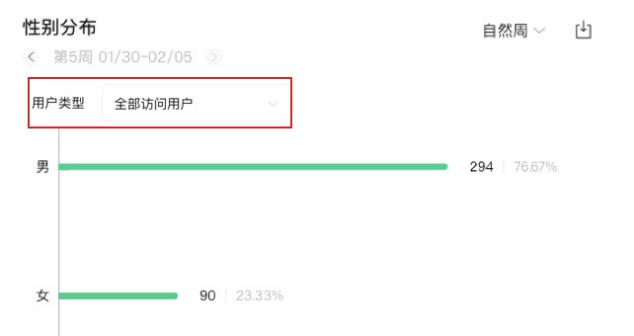 性别分布 自然周
第5周 01/30-02/05
用户类型 全部访问用户
男 294 76.67%
女 90 23.33%